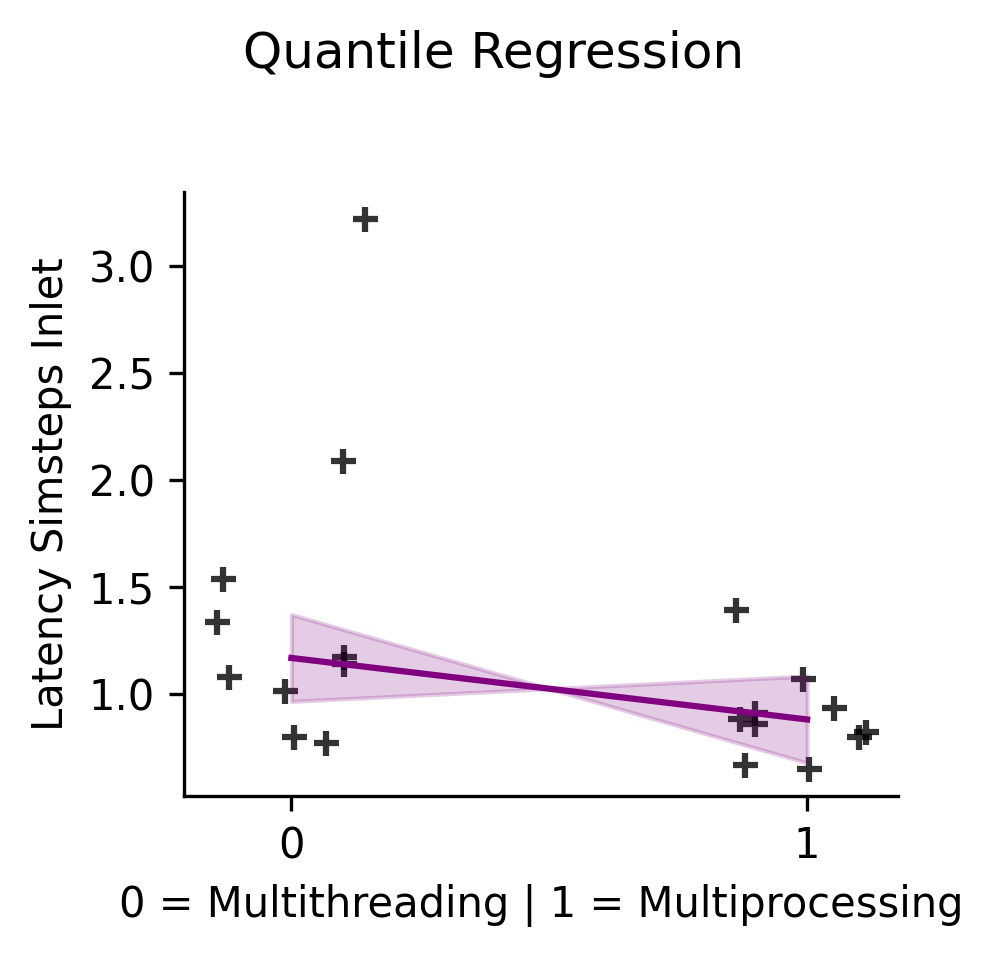 Quantile Regression
Latency Simsteps Inlet
3.0
2.5
2.0
1.5
1.0
0
1
0 = Multithreading | 1 = Multiprocessing